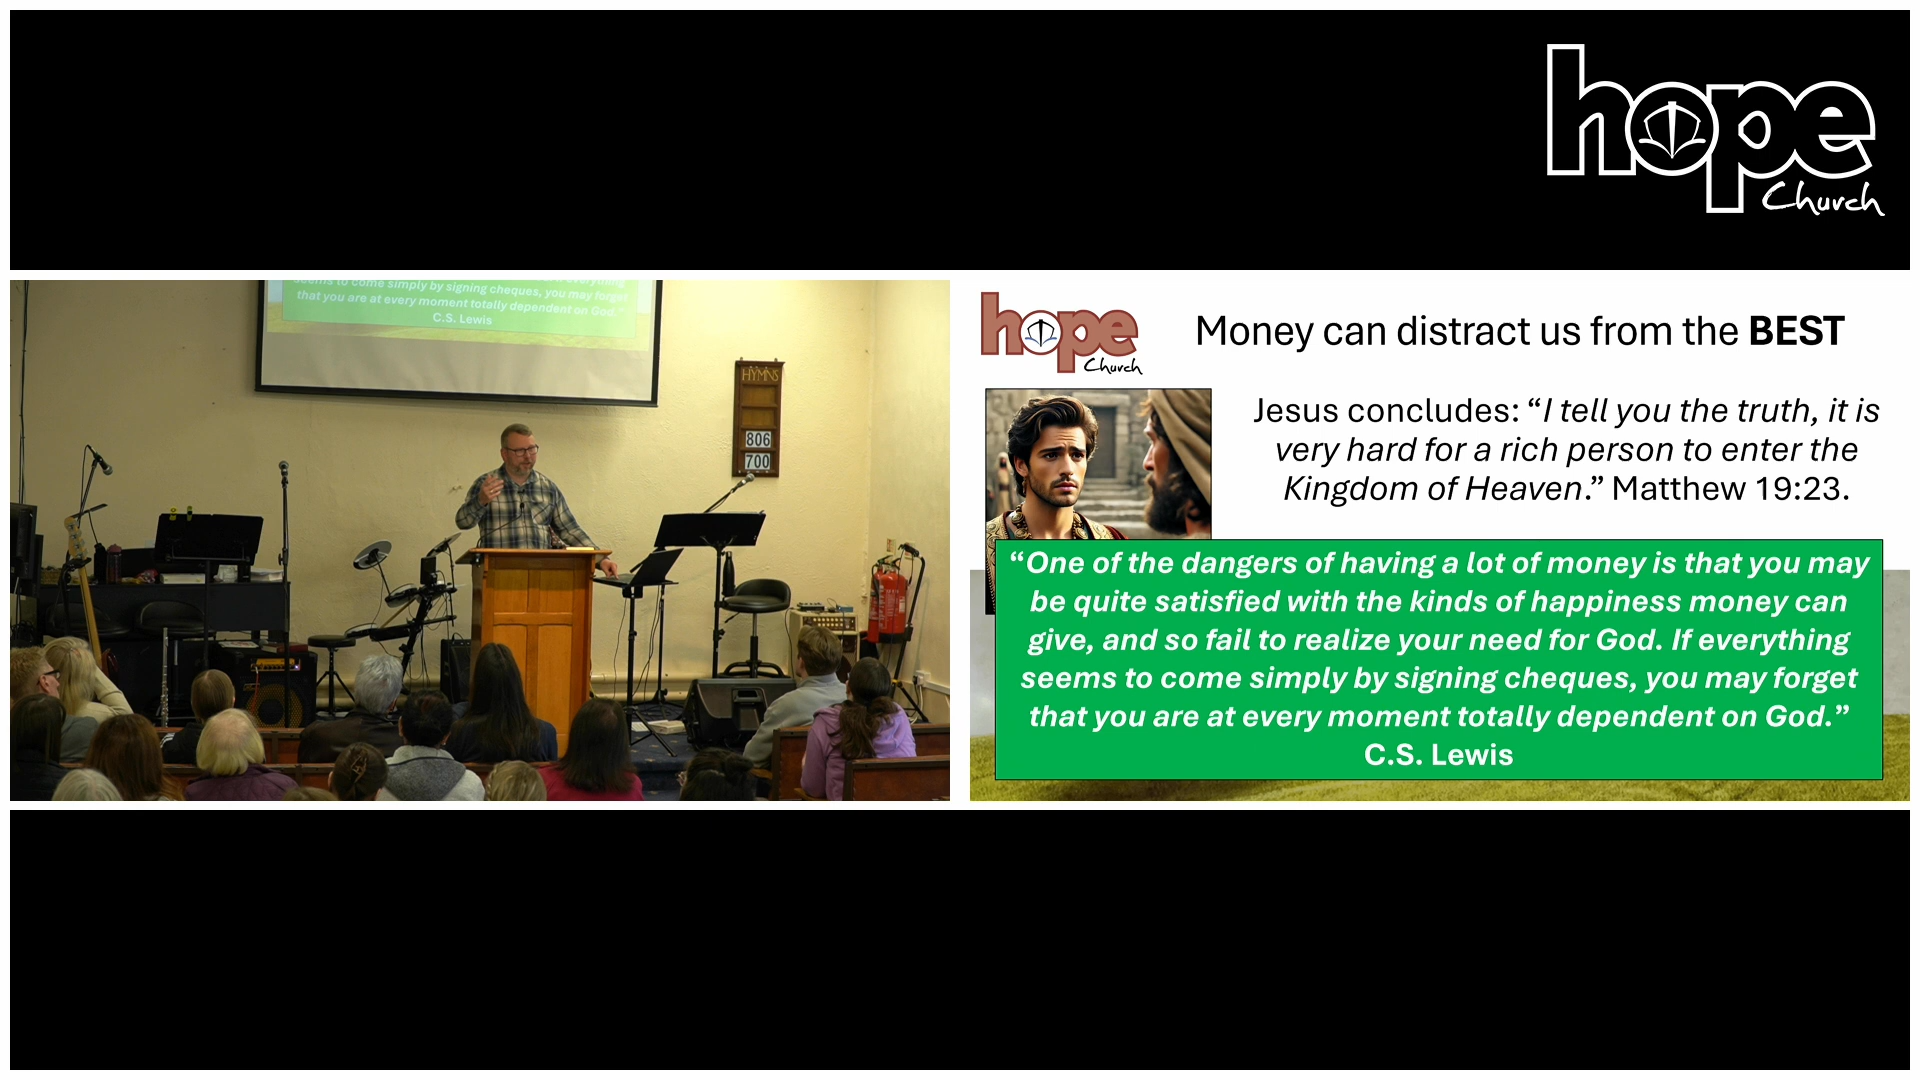 hope
Church
seems to come simply by signing cheques, you may forget
that you are at every moment totally dependent on God."
C.S. Lewis
HYMNS
806
700
hope
Church
Money can distract us from the BEST
Jesus concludes: “I tell you the truth, it is
very hard for a rich person to enter the
Kingdom of Heaven.” Matthew 19:23.
“One of the dangers of having a lot of money is that you may
be quite satisfied with the kinds of happiness money can
give, and so fail to realize your need for God. If everything
seems to come simply by signing cheques, you may forget
that you are at every moment totally dependent on God.”
C.S. Lewis